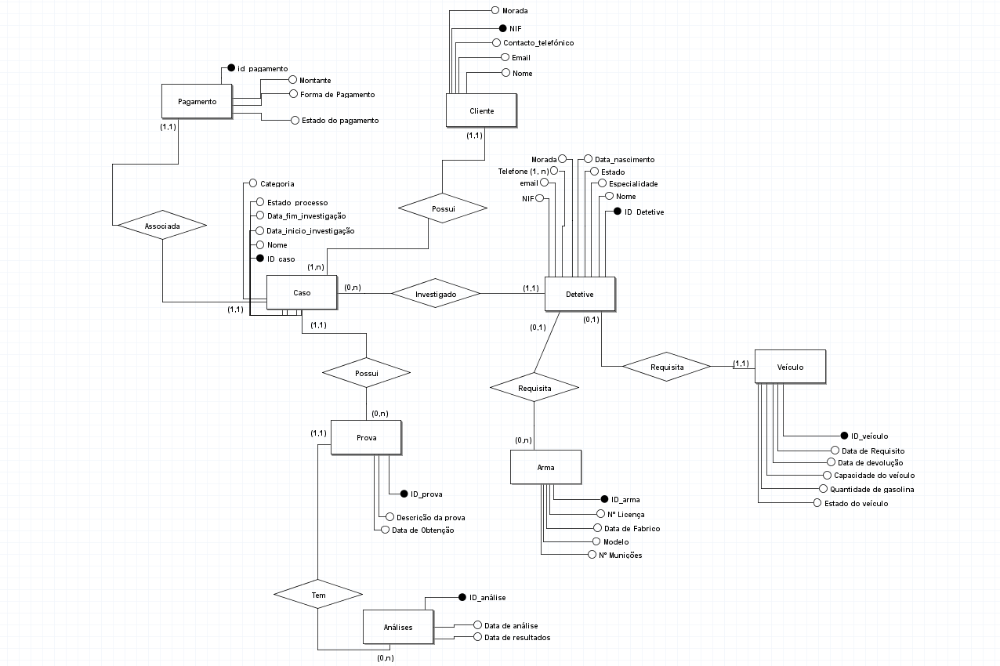 Morada
NIF
Contacto_telefónico
Email
Nome
Cliente
(1,1)
id_pagamento
Montante
Forma de Pagamento
Estado do pagamento
Pagamento
(1,1)
Associada
Possui
Categoria
Estado_processo
Data_fim_investigação
Data_inicio_investigação
Nome
ID_caso
(1,n)
Caso
(0,n)
(1,1)
(1,1)
Investigado
(1,1)
Morada
Telefone (1, n)
email
NIF
Data_nascimento
Estado
Especialidade
Nome
ID_Detetive
Detetive
(0,1)
(0,1)
Requisita
(1,1)
Veículo
ID_veículo
Data de Requisito
Data de devolução
Capacidade do veículo
Quantidade de gasolina
Estado do veículo
Requisita
(0,n)
Arma
ID_arma
Nº Licença
Data de Fabrico
Modelo
Nº Munições
Possui
(0,n)
(1,1)
Prova
ID_prova
Descrição da prova
Data de Obtenção
Tem
ID_análise
Análises
Data de análise
Data de resultados
(0,n)